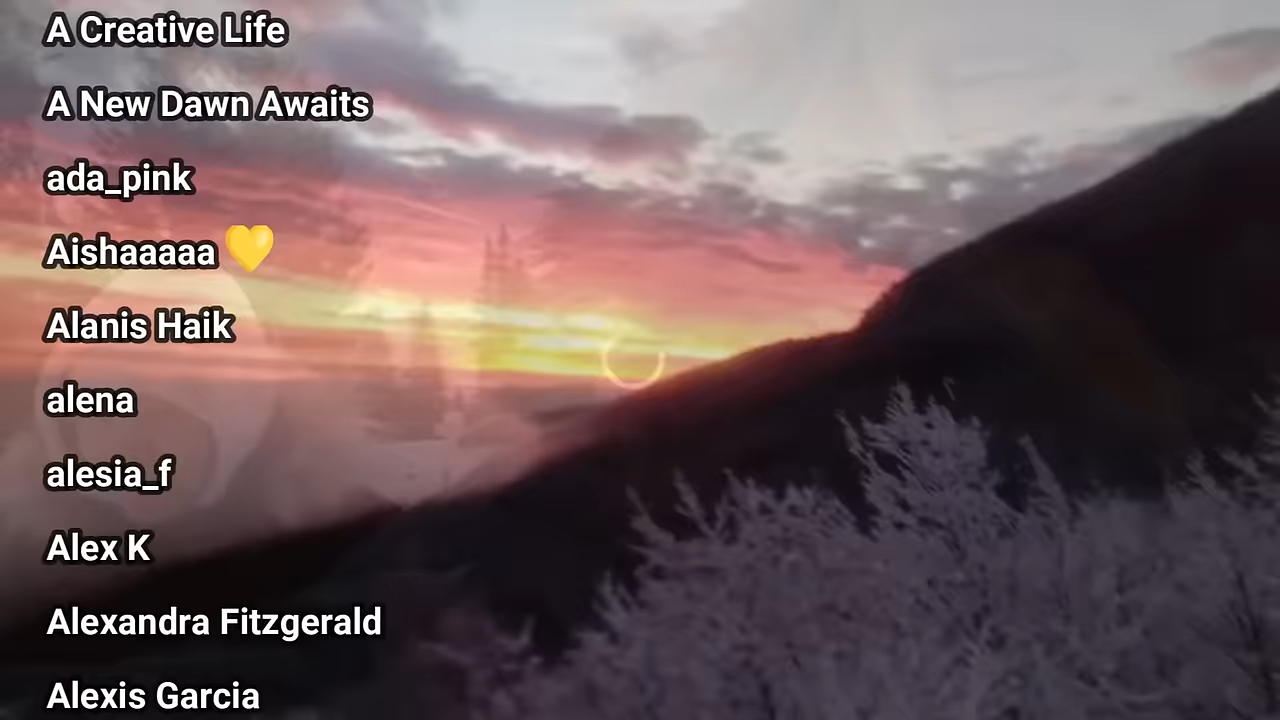 A Creative Life
A New Dawn Awaits
ada_pink
Aishaaaaa 💛
Alanis Haik
alena
alesia_f
Alex K
Alexandra Fitzgerald
Alexis Garcia